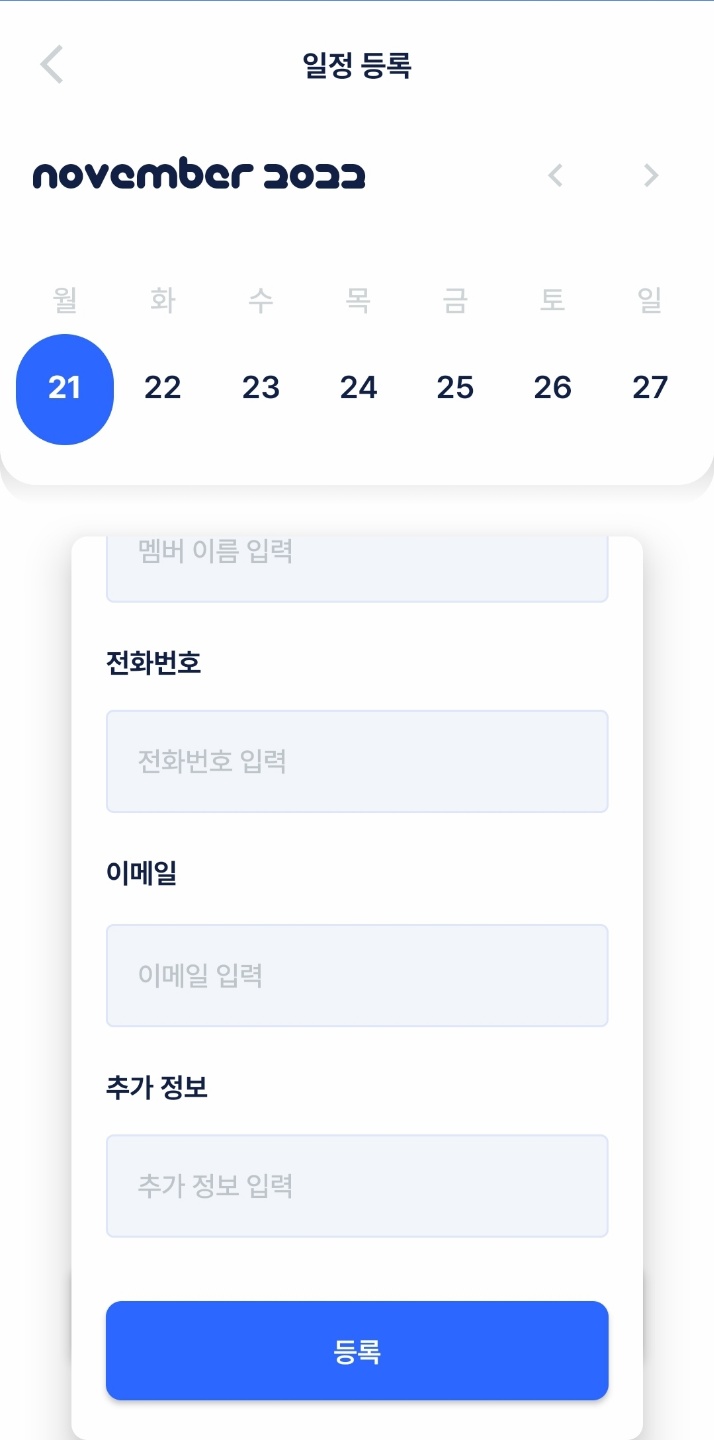 일정 등록
november 2022
월 화 수 목 금 토 일
21 22 23 24 25 26 27
멤버 이름 입력
전화번호
전화번호 입력
이메일
이메일 입력
추가 정보
추가 정보 입력
등록